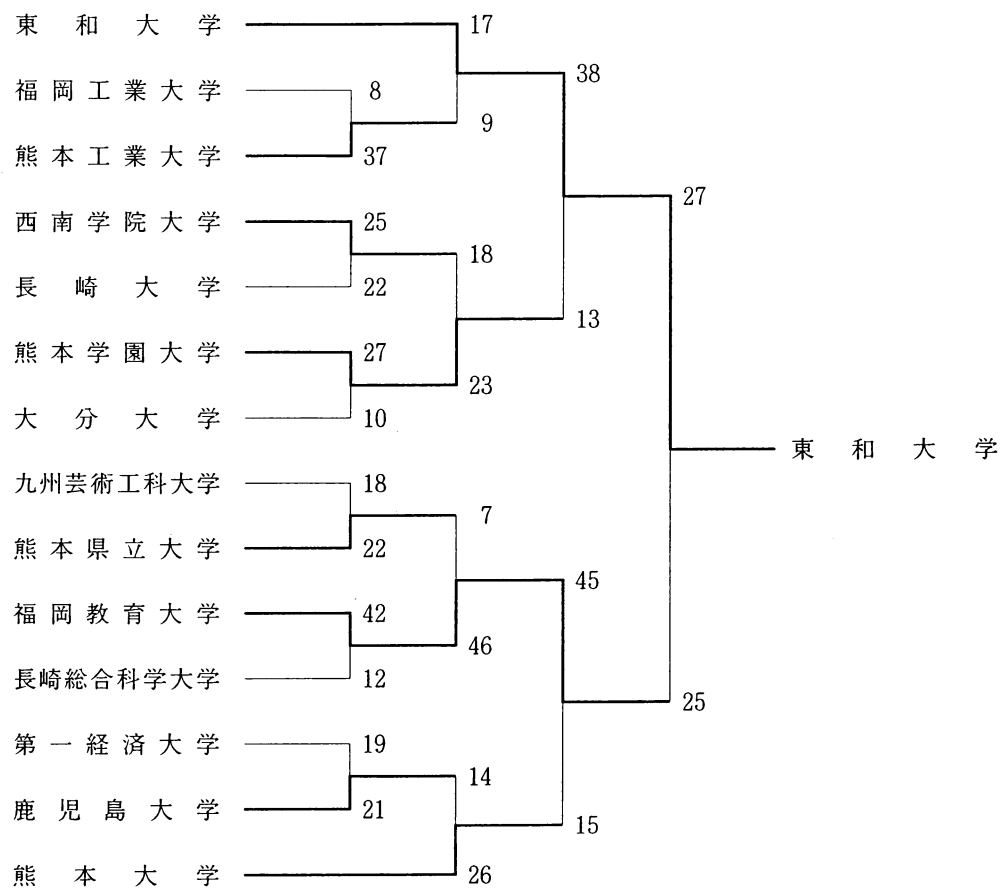 東和大学
17
38
福岡工業大学
8
9
熊本工業大学
37
27
西南学院大学
25
18
長崎大学
22
13
熊本学園大学
27
23
大分大学
10
東和大学
九州芸術工科大学
18
7
熊本県立大学
22
45
福岡教育大学
42
46
長崎総合科学大学
12
25
第一経済大学
19
14
鹿児島大学
21
15
熊本大学
26